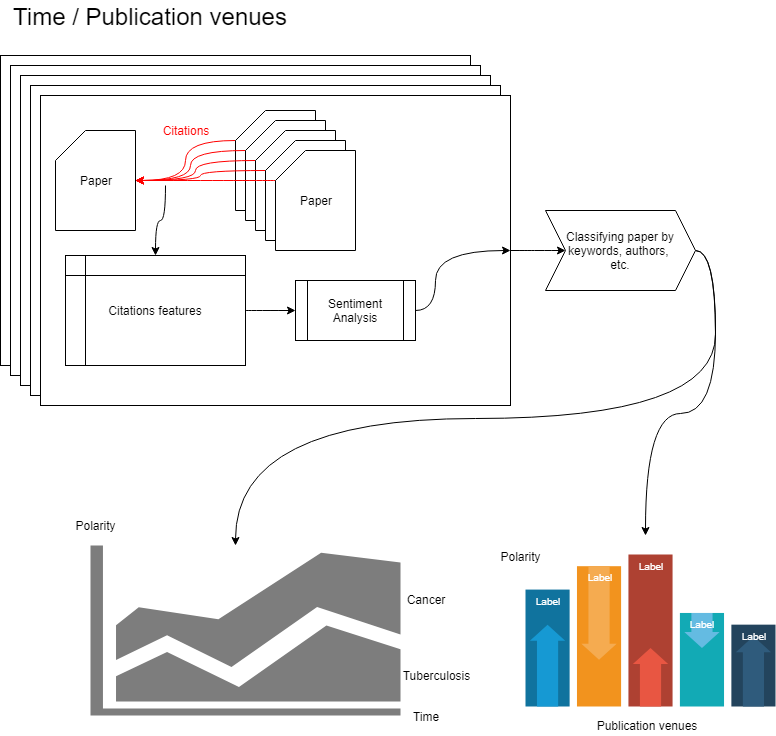 Time / Publication venues
Citations
Paper
Paper
Classifying paper by
keywords, authors,
etc.
Citations features
Sentiment
Analysis
Polarity
Cancer
Tuberculosis
Time
Polarity
Label
Label
Label
Label
Label
Publication venues